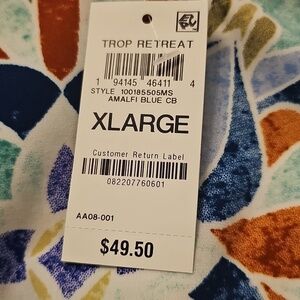 TROP RETREAT
1 94145 46411 4
STYLE 100185505MS
AMALFI BLUE CB
XLARGE
Customer Return Label
082207760601
AA08-001
$49.50